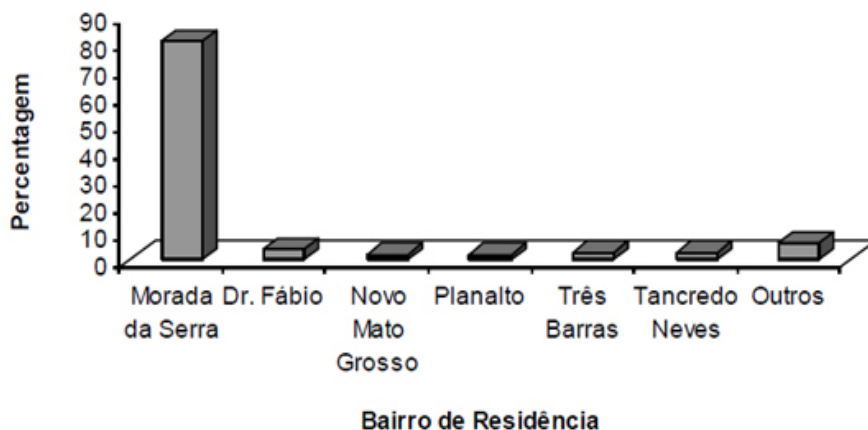 Percentagem
90
80
70
60
50
40
30
20
10
0
Morada Dr. Fábio Novo Planalto Três Tancredo Outros
da Serra Mato Barras Neves
Grosso
Bairro de Residência